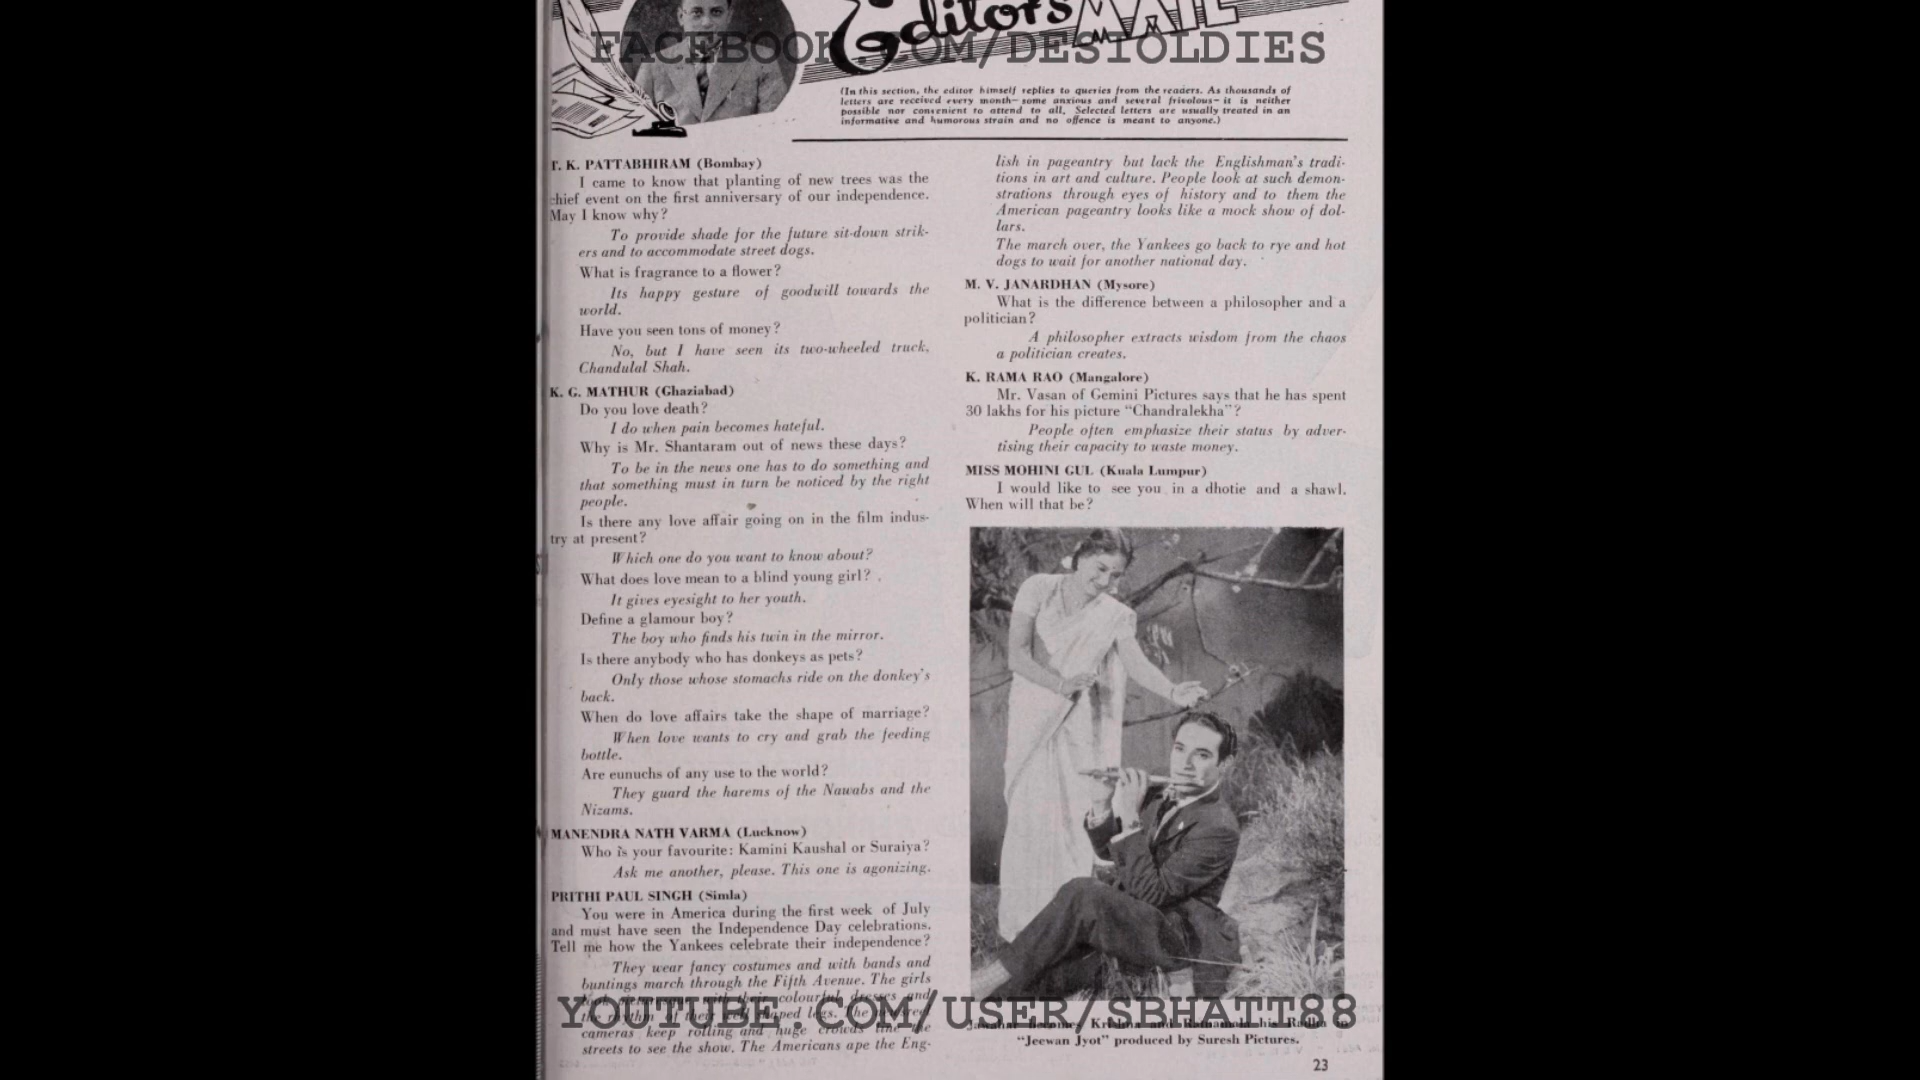 Editor's MAIL
FACEBOOK.COM/DESIOLDIES
(In this section, the editor himself replies to queries from the readers. As thousands of
letters are received every month—some anxious and several frivolous—it is neither
possible nor convenient to attend to all. Selected letters are usually treated in an
informative and humorous strain and no offence is meant to anyone.)
T. K. PATTABHIRAM (Bombay)
I came to know that planting of new trees was the
chief event on the first anniversary of our independence.
May I know why?
To provide shade for the future sit-down strik-
ers and to accommodate street dogs.
What is fragrance to a flower?
Its happy gesture of goodwill towards the
world.
Have you seen tons of money?
No, but I have seen its two-wheeled truck,
Chandulal Shah.
K. G. MATHUR (Ghaziabad)
Do you love death?
I do when pain becomes hateful.
Why is Mr. Shantaram out of news these days?
To be in the news one has to do something and
that something must in turn be noticed by the right
people.
Is there any love affair going on in the film indus-
try at present?
Which one do you want to know about?
What does love mean to a blind young girl?
It gives eyesight to her youth.
Define a glamour boy?
The boy who finds his twin in the mirror.
Is there anybody who has donkeys as pets?
Only those whose stomachs ride on the donkey's
back.
When do love affairs take the shape of marriage?
When love wants to cry and grab the feeding
bottle.
Are eunuchs of any use to the world?
They guard the harems of the Nawabs and the
Nizams.
MANENDRA NATH VARMA (Lucknow)
Who is your favourite: Kamini Kaushal or Suraiya?
Ask me another, please. This one is agonizing.
PRITHI PAUL SINGH (Simla)
You were in America during the first week of July
and must have seen the Independence Day celebrations.
Tell me how the Yankees celebrate their independence?
They wear fancy costumes and with bands and
buntings march through the Fifth Avenue. The girls
with their colourful dresses and
the rhythm of their shaped legs. The
cameras keep rolling and huge crowds line the
streets to see the show. The Americans ape the Eng-
lish in pageantry but lack the Englishman's tradi-
tions in art and culture. People look at such demon-
strations through eyes of history and to them the
American pageantry looks like a mock show of dol-
lars.
The march over, the Yankees go back to rye and hot
dogs to wait for another national day.
M. V. JANARDHAN (Mysore)
What is the difference between a philosopher and a
politician?
A philosopher extracts wisdom from the chaos
a politician creates.
K. RAMA RAO (Mangalore)
Mr. Vasan of Gemini Pictures says that he has spent
30 lakhs for his picture "Chandralekha"?
People often emphasize their status by adver-
tising their capacity to waste money.
MISS MOHINI GUL (Kuala Lumpur)
I would like to see you in a dhotie and a shawl.
When will that be?
Jawahar becomes Krishna and his Radha in
"Jeewan Jyot" produced by Suresh Pictures.
YOUTUBE.COM/USER/SBHATT88
23